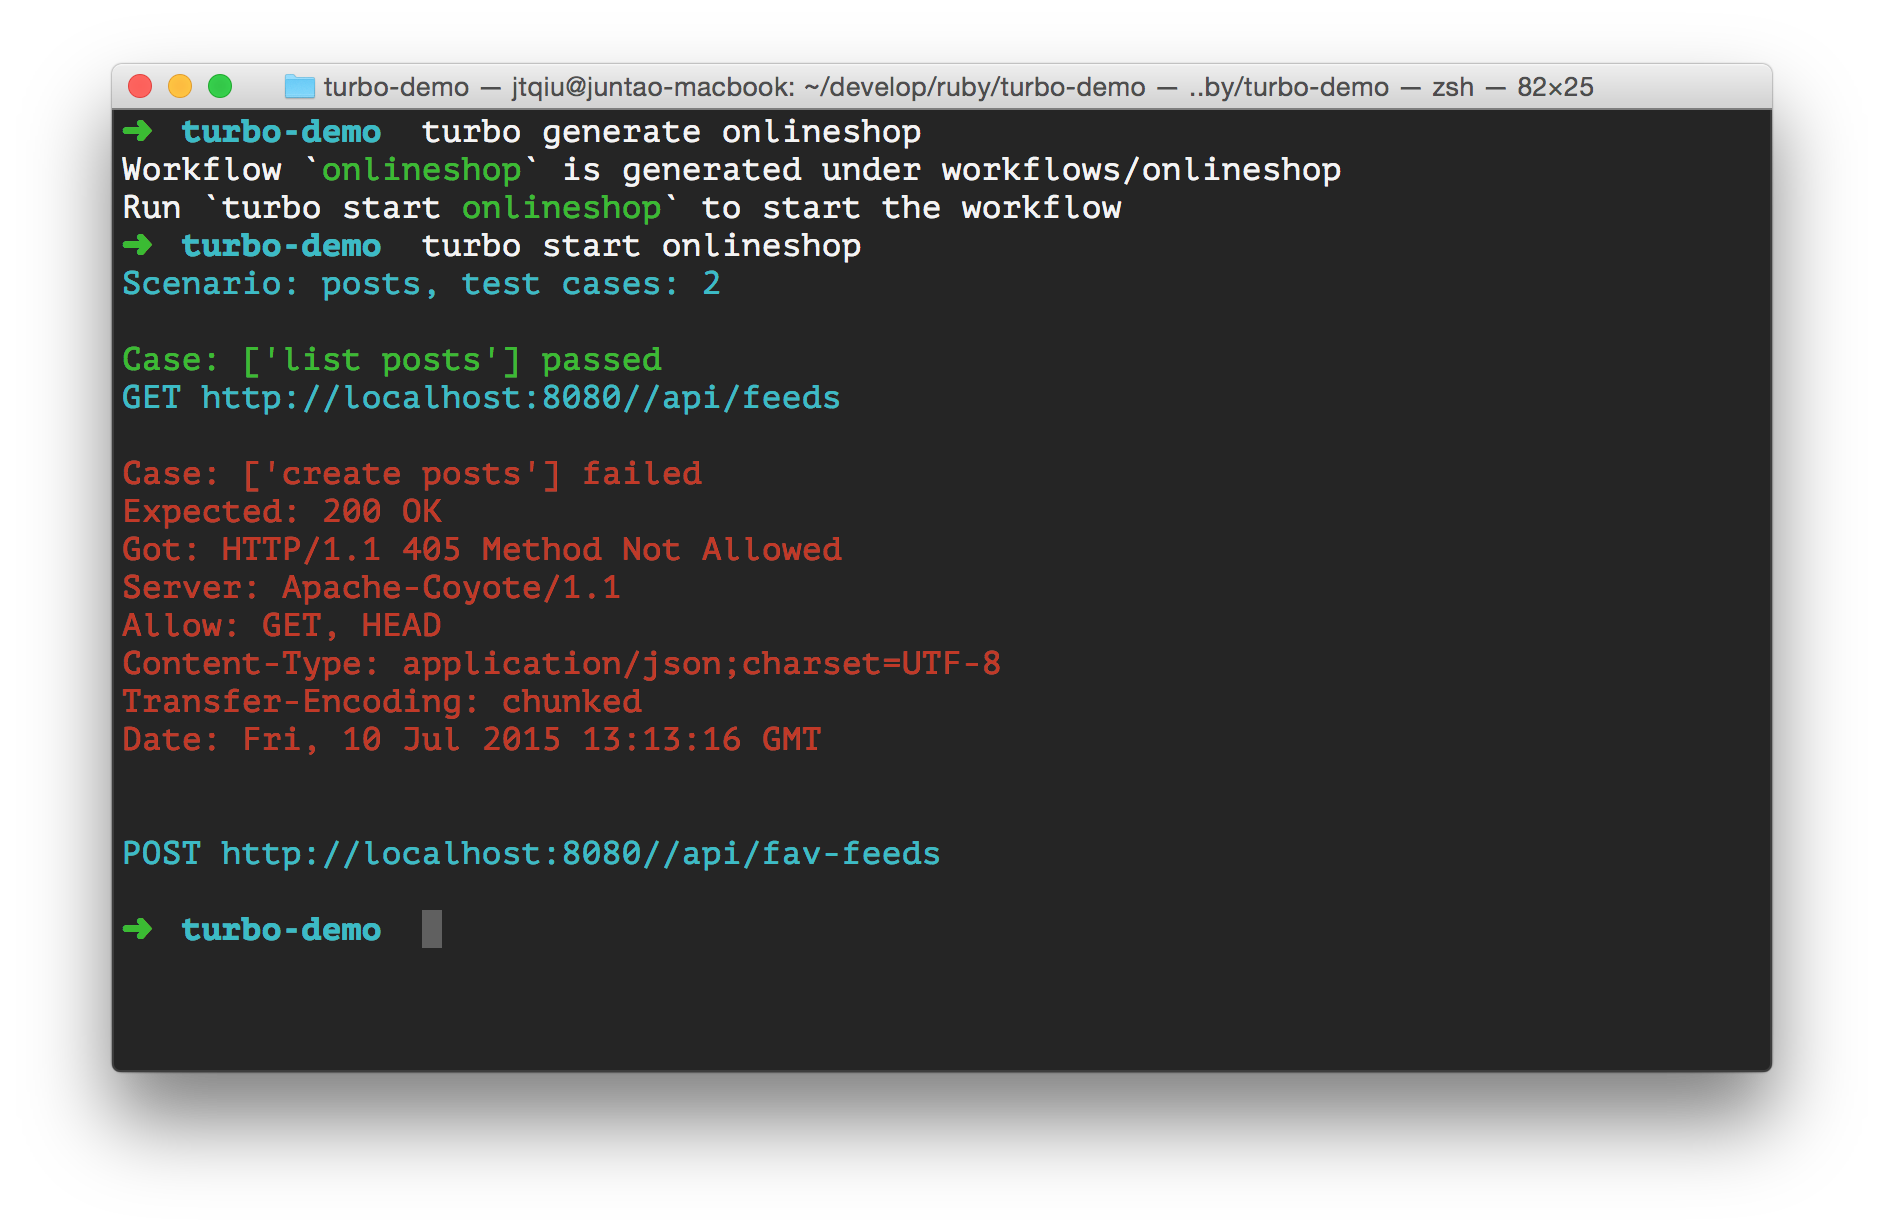 turbo-demo — jtqiu@juntao-macbook: ~/develop/ruby/turbo-demo — ..by/turbo-demo — zsh — 82×25
➜  turbo-demo  turbo generate onlineshop
Workflow `onlineshop` is generated under workflows/onlineshop
Run `turbo start onlineshop` to start the workflow
➜  turbo-demo  turbo start onlineshop
Scenario: posts, test cases: 2
Case: ['list posts'] passed
GET http://localhost:8080//api/feeds
Case: ['create posts'] failed
Expected: 200 OK
Got: HTTP/1.1 405 Method Not Allowed
Server: Apache-Coyote/1.1
Allow: GET, HEAD
Content-Type: application/json;charset=UTF-8
Transfer-Encoding: chunked
Date: Fri, 10 Jul 2015 13:13:16 GMT
POST http://localhost:8080//api/fav-feeds
➜  turbo-demo